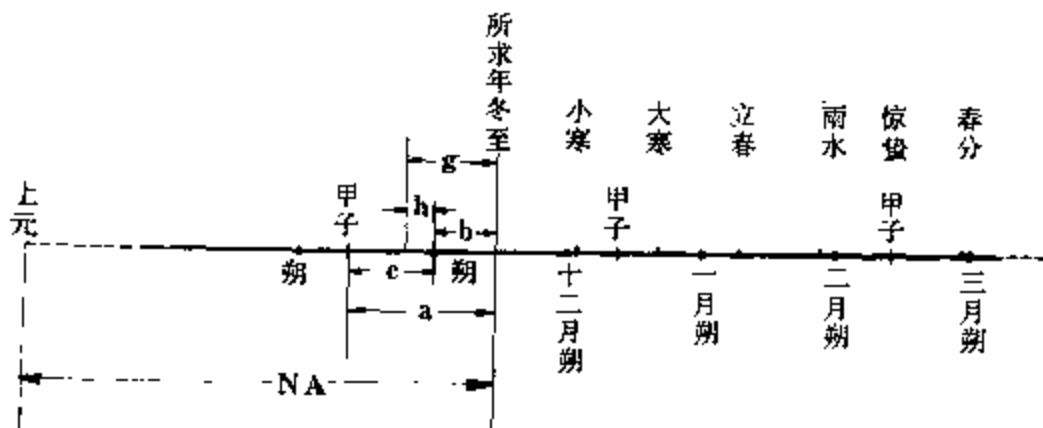 所求年冬至
小寒
大寒
立春
雨水
惊蛰
春分
上元
甲子
甲子
甲子
g
h
b
c
a
朔
朔
十二月朔
一月朔
二月朔
三月朔
NA